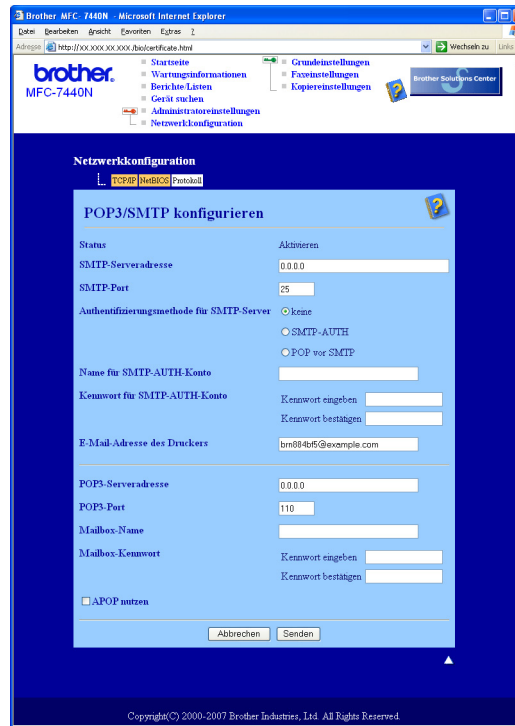 Brother MFC- 7440N - Microsoft Internet Explorer
Datei Bearbeiten Ansicht Favoriten Extras ?
Adresse http://XX.XXX.XX.XXX./bio/certificate.html Wechseln zu Links
brother.
MFC-7440N
Startseite
Wartungsinformationen
Berichte/Listen
Gerät suchen
Administratoreinstellungen
Netzwerkkonfiguration
Grundeinstellungen
Faxeinstellungen
Kopiereinstellungen
Brother Solutions Center
Netzwerkkonfiguration
TCP/IP NetBIOS Protokoll
POP3/SMTP konfigurieren
Status Aktivieren
SMTP-Serveradresse 0.0.0.0
SMTP-Port 25
Authentifizierungsmethode für SMTP-Server keine
SMTP-AUTH
POP vor SMTP
Name für SMTP-AUTH-Konto
Kennwort für SMTP-AUTH-Konto Kennwort eingeben
Kennwort bestätigen
E-Mail-Adresse des Druckers brn884bf5@example.com
POP3-Serveradresse 0.0.0.0
POP3-Port 110
Mailbox-Name
Mailbox-Kennwort Kennwort eingeben
Kennwort bestätigen
APOP nutzen
Abbrechen Senden
Copyright(C) 2000-2007 Brother Industries, Ltd. All Rights Reserved.